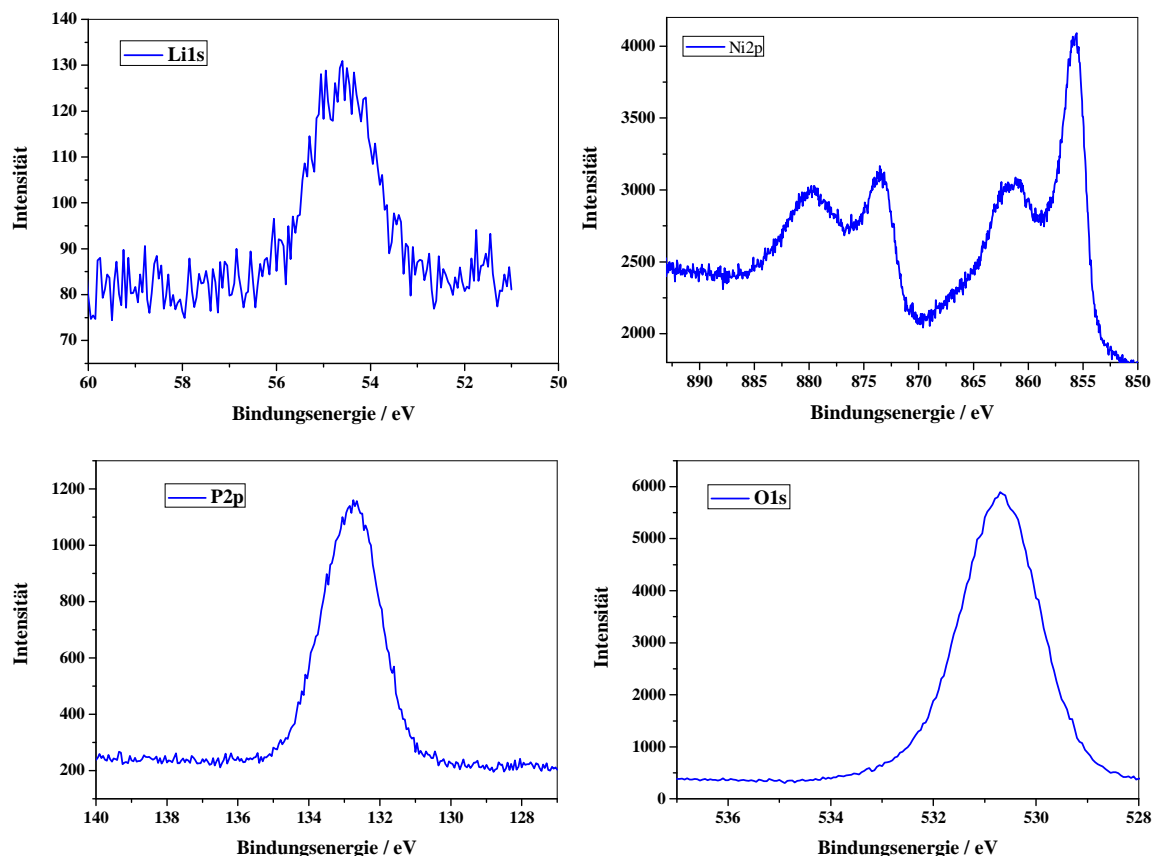 Li1s
140
130
120
110
100
90
80
70
60 58 56 54 52 50
Intensität
Bindungsenergie / eV
Ni2p
4000
3500
3000
2500
2000
890 885 880 875 870 865 860 855 850
Intensität
Bindungsenergie / eV
P2p
1200
1000
800
600
400
200
140 138 136 135 133 132 130 128
Intensität
Bindungsenergie / eV
O1s
6000
5000
4000
3000
2000
1000
0
536 534 532 531 530 528
Intensität
Bindungsenergie / eV